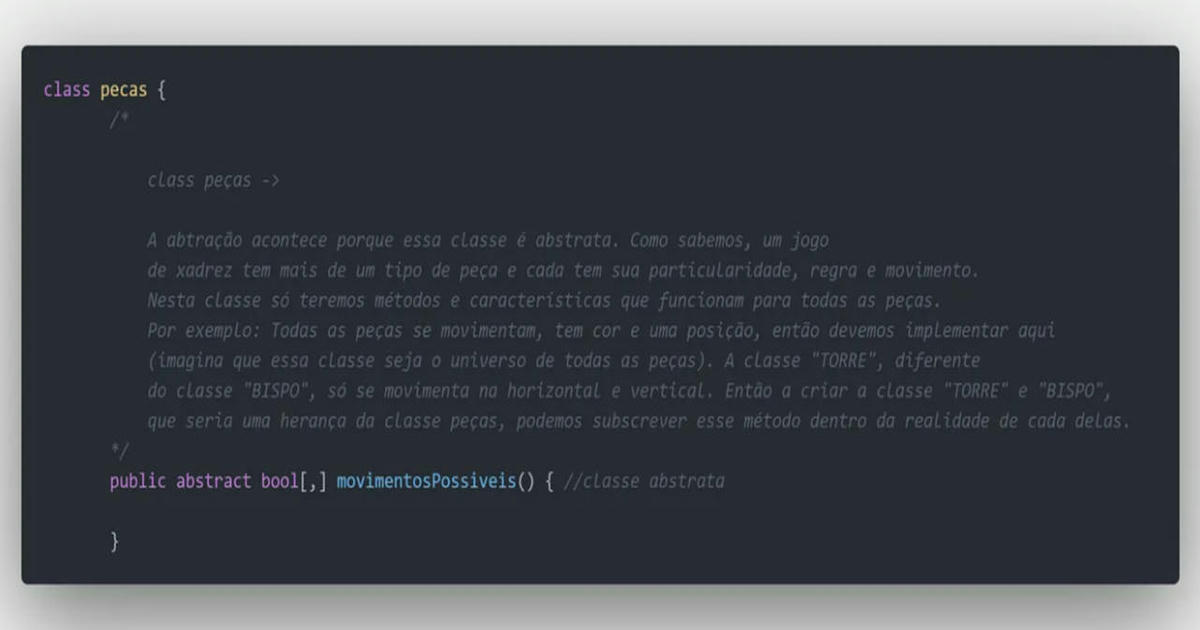 class pecas {
/*
class peças ->
A abtração acontece porque essa classe é abstrata. Como sabemos, um jogo
de xadrez tem mais de um tipo de peça e cada tem sua particularidade, regra e movimento.
Nesta classe só teremos métodos e características que funcionam para todas as peças.
Por exemplo: Todas as peças se movimentam, tem cor e uma posição, então devemos implementar aqui
(imagina que essa classe seja o universo de todas as peças). A classe "TORRE", diferente
do classe "BISPO", só se movimenta na horizontal e vertical. Então a criar a classe "TORRE" e "BISPO",
que seria uma herança da classe peças, podemos subscrever esse método dentro da realidade de cada delas.
*/
public abstract bool[,] movimentosPossiveis() { //classe abstrata
}